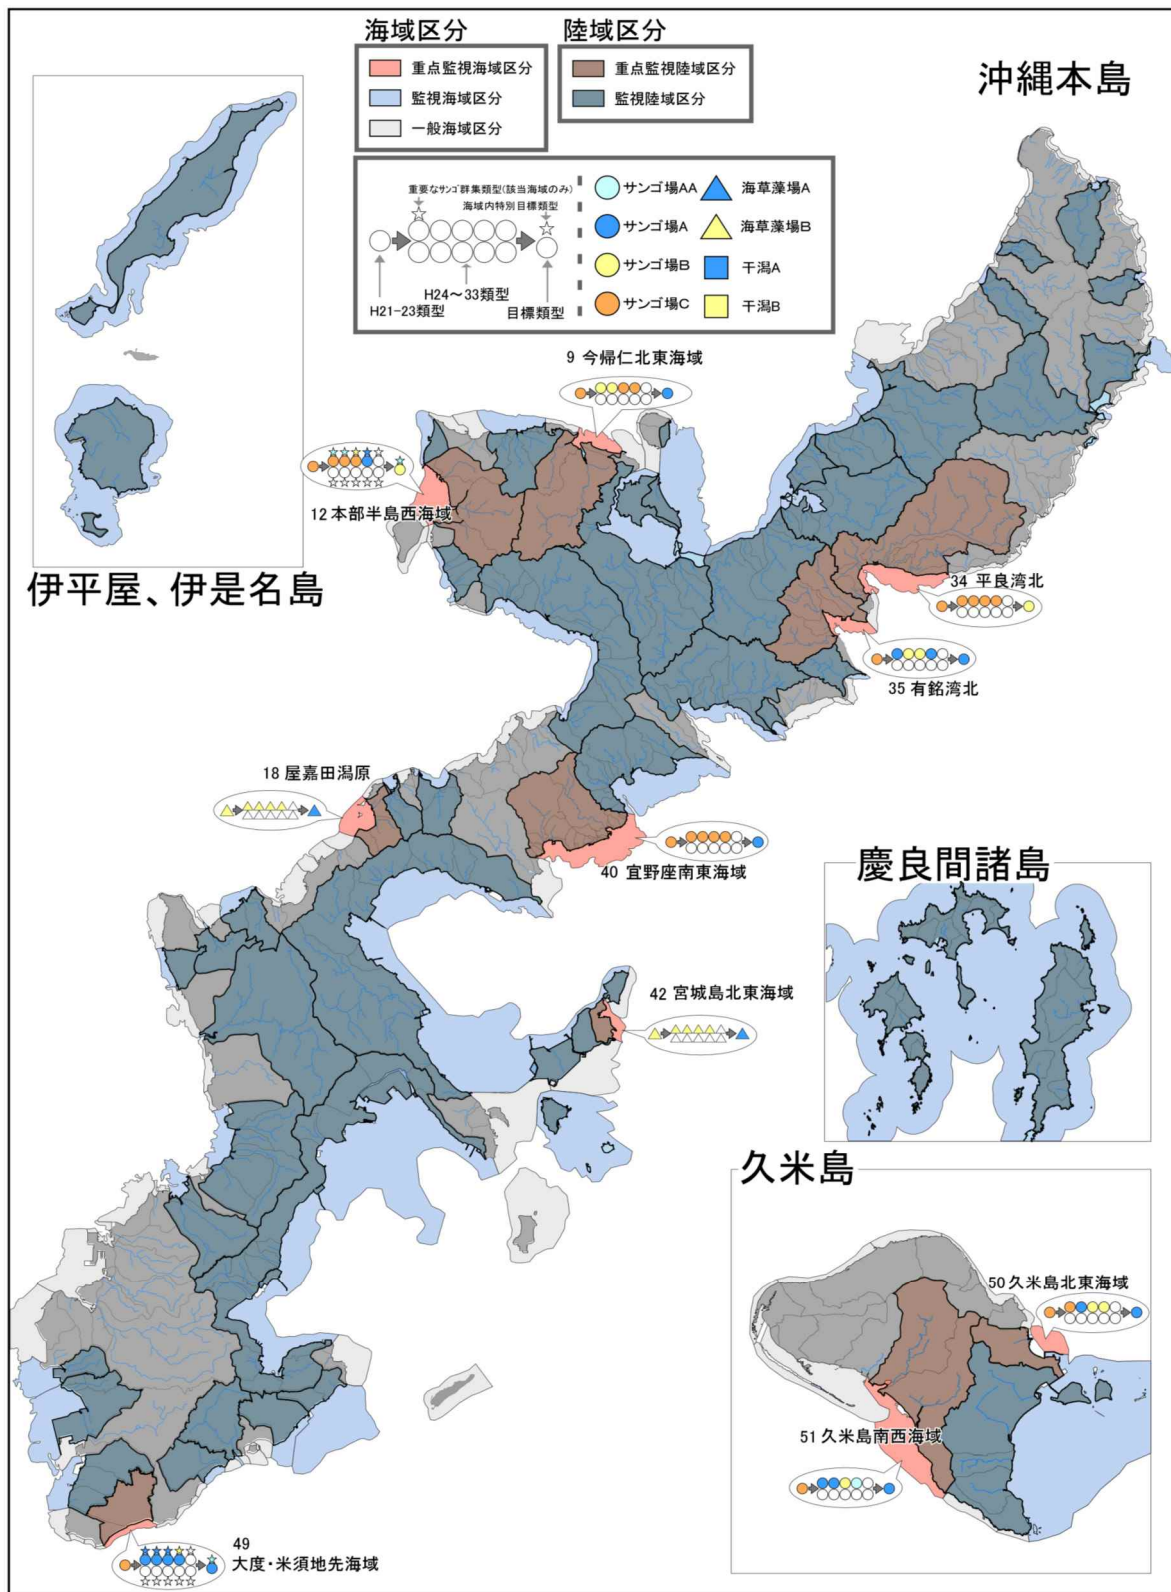 海域区分
陸域区分
重点監視海域区分
監視海域区分
一般海域区分
重点監視陸域区分
監視陸域区分
沖縄本島
重要なサンゴ群集類型(該当海域のみ)
海域内特別目標類型
H24～33類型
H21-23類型
目標類型
サンゴ場AA
海草藻場A
サンゴ場A
海草藻場B
サンゴ場B
干潟A
サンゴ場C
干潟B
9 今帰仁北東海域
12 本部半島西海域
伊平屋、伊是名島
34 平良湾北
35 有銘湾北
18 屋嘉田潟原
40 宜野座南東海域
慶良間諸島
42 宮城島北東海域
久米島
50 久米島北東海域
51 久米島南西海域
49
大度・米須地先海域